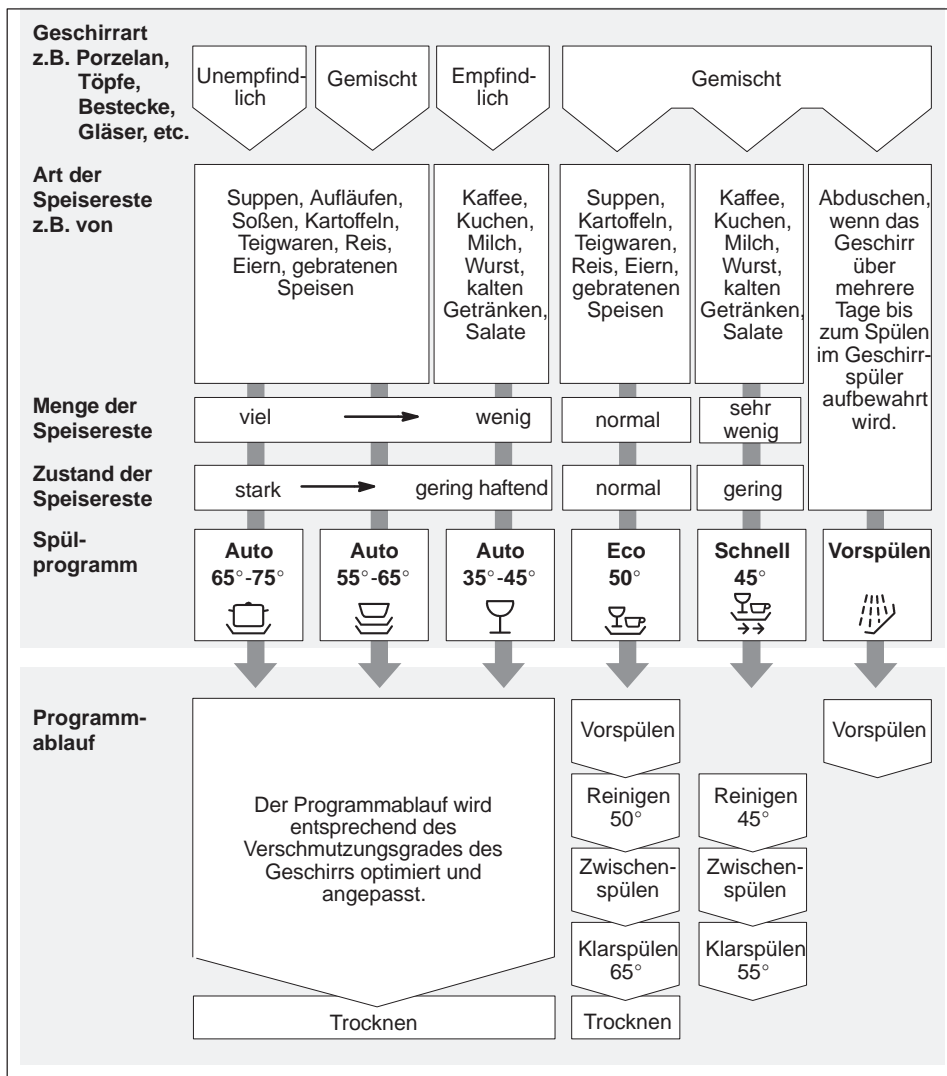 Geschirrart
z.B. Porzelan,
Töpfe,
Bestecke,
Gläser, etc.
Unempfind-
lich
Gemischt
Empfind-
lich
Gemischt
Art der
Speisereste
z.B. von
Suppen, Aufläufen,
Soßen, Kartoffeln,
Teigwaren, Reis,
Eiern, gebratenen
Speisen
Kaffee,
Kuchen,
Milch,
Wurst,
kalten
Getränken,
Salate
Suppen,
Kartoffeln,
Teigwaren,
Reis, Eiern,
gebratenen
Speisen
Kaffee,
Kuchen,
Milch,
Wurst,
kalten
Getränken,
Salate
Abduschen,
wenn das
Geschirr
über
mehrere
Tage bis
zum Spülen
im Geschirr-
spüler
aufbewahrt
wird.
Menge der
Speisereste
viel
wenig
normal
sehr
wenig
Zustand der
Speisereste
stark
gering haftend
normal
gering
Spül-
programm
Auto
65°-75°
Auto
55°-65°
Auto
35°-45°
Eco
50°
Schnell
45°
Vorspülen
Programm-
ablauf
Der Programmablauf wird
entsprechend des
Verschmutzungsgrades des
Geschirrs optimiert und
angepasst.
Trocknen
Vorspülen
Reinigen
50°
Zwischen-
spülen
Klarspülen
65°
Trocknen
Reinigen
45°
Zwischen-
spülen
Klarspülen
55°
Vorspülen